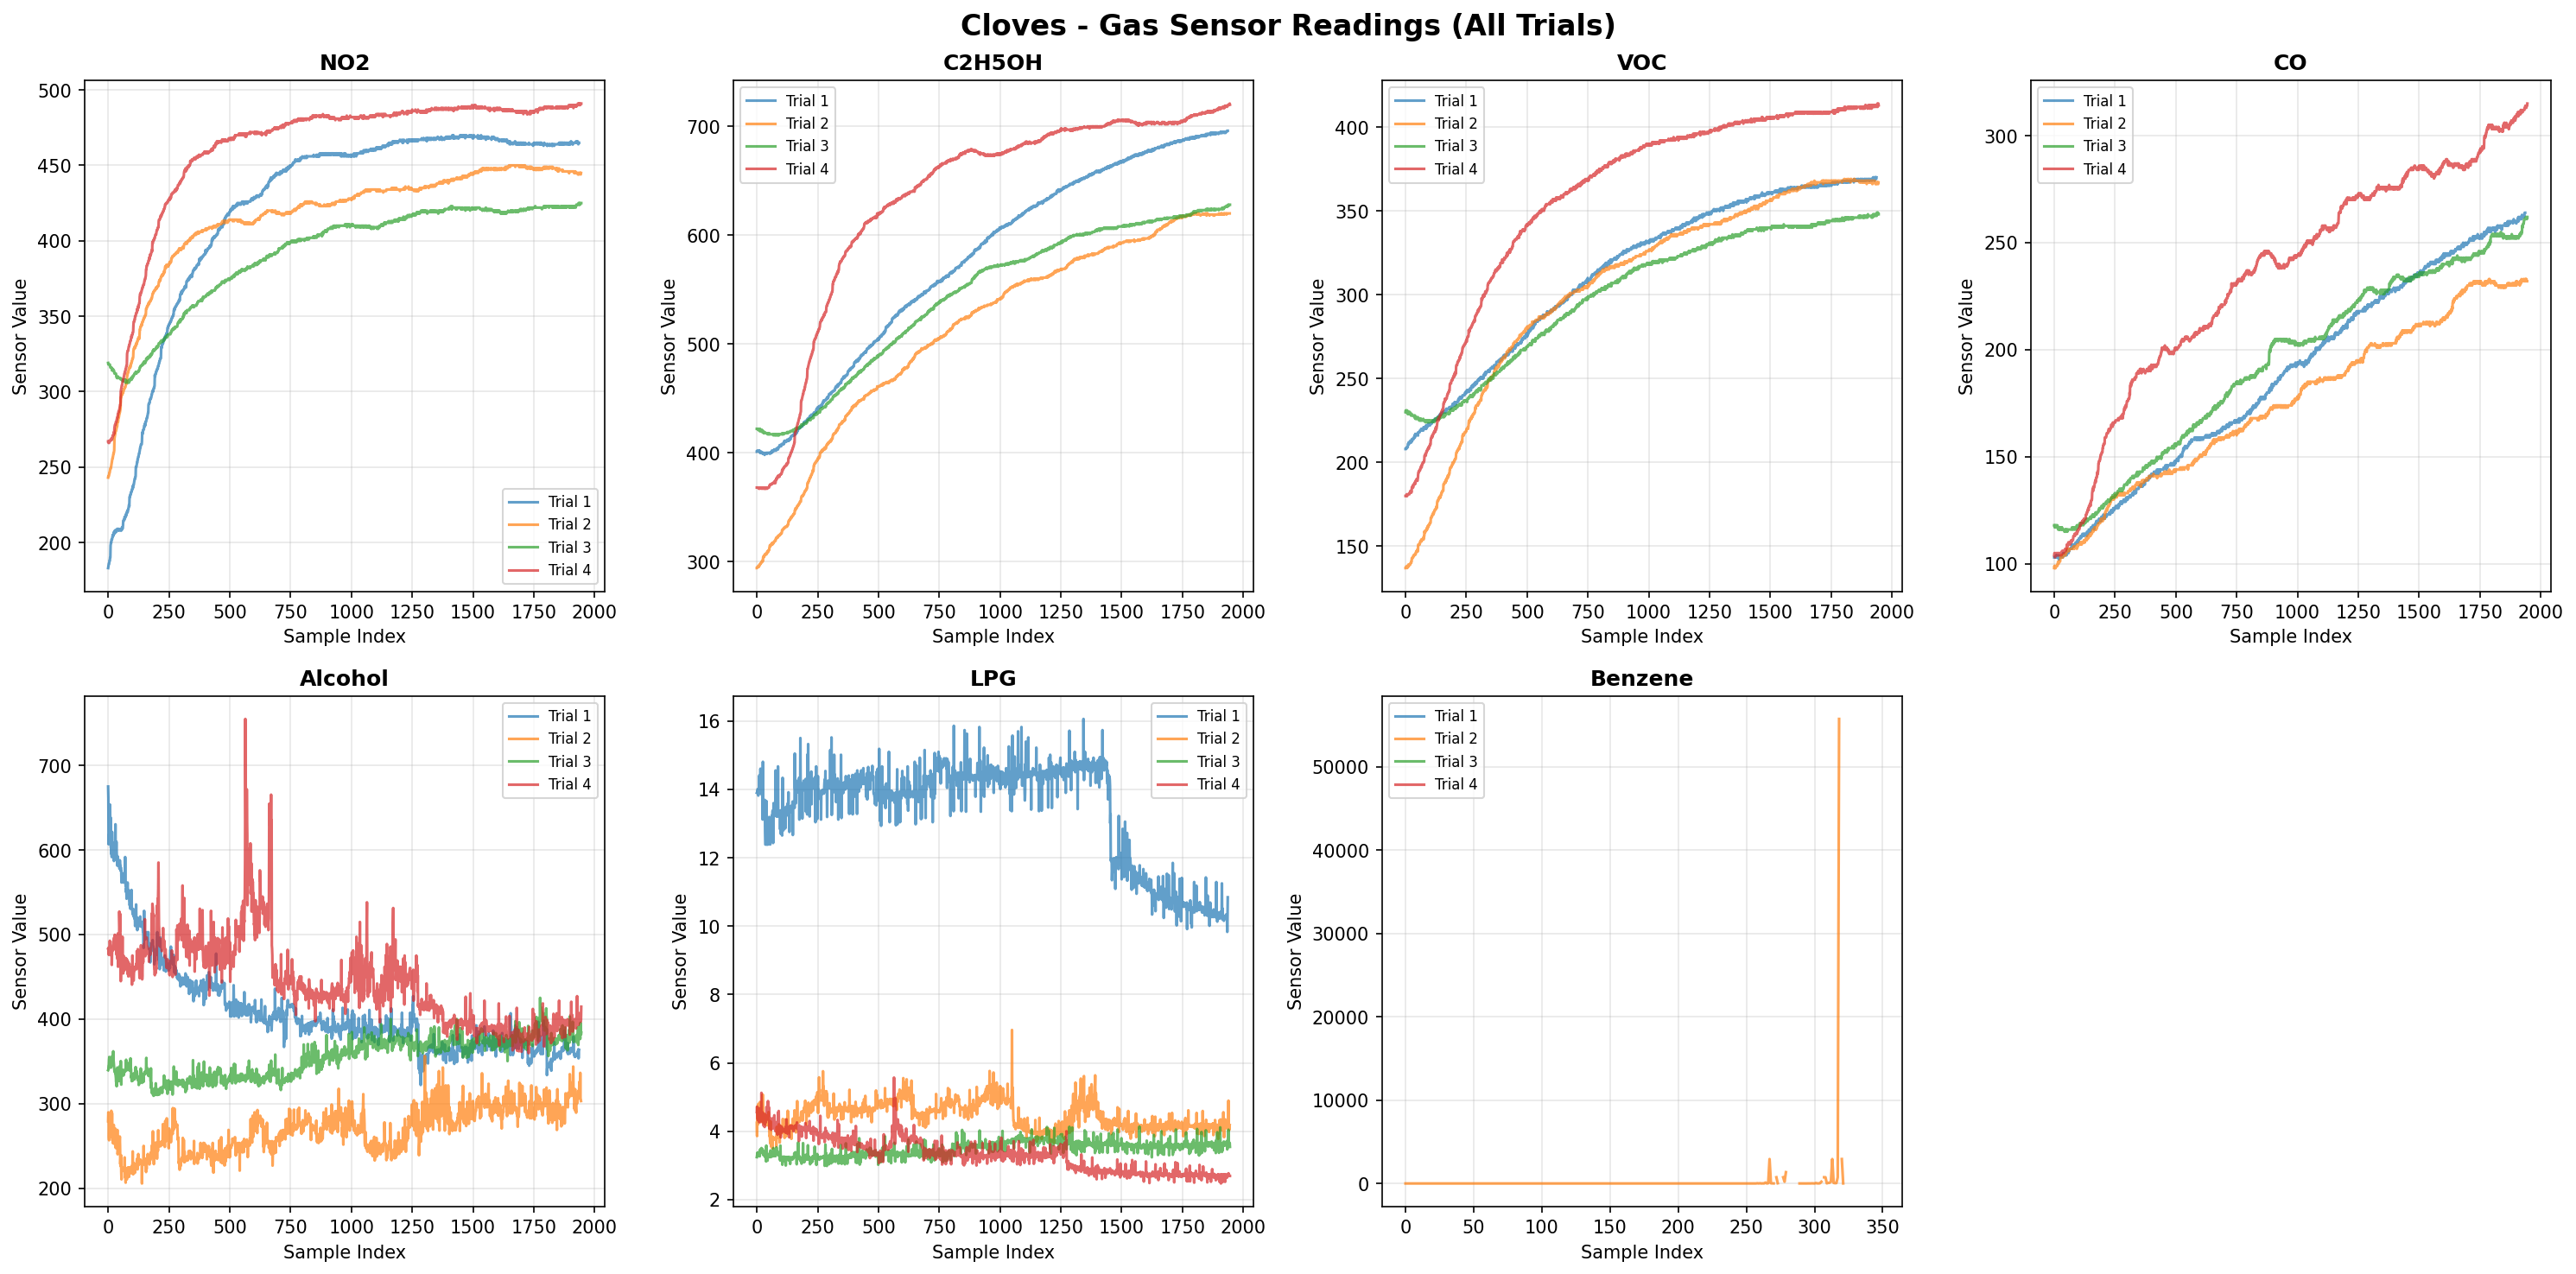 Cloves - Gas Sensor Readings (All Trials)
NO2
500
450
400
350
300
250
200
Sensor Value
Trial 1
Trial 2
Trial 3
Trial 4
0 250 500 750 1000 1250 1500 1750 2000
Sample Index
C2H5OH
700
600
500
400
300
Sensor Value
Trial 1
Trial 2
Trial 3
Trial 4
0 250 500 750 1000 1250 1500 1750 2000
Sample Index
VOC
400
350
300
250
200
150
Sensor Value
Trial 1
Trial 2
Trial 3
Trial 4
0 250 500 750 1000 1250 1500 1750 2000
Sample Index
CO
300
250
200
150
100
Sensor Value
Trial 1
Trial 2
Trial 3
Trial 4
0 250 500 750 1000 1250 1500 1750 2000
Sample Index
Alcohol
700
600
500
400
300
200
Sensor Value
Trial 1
Trial 2
Trial 3
Trial 4
0 250 500 750 1000 1250 1500 1750 2000
Sample Index
LPG
16
14
12
10
8
6
4
2
Sensor Value
Trial 1
Trial 2
Trial 3
Trial 4
0 250 500 750 1000 1250 1500 1750 2000
Sample Index
Benzene
50000
40000
30000
20000
10000
0
Sensor Value
Trial 1
Trial 2
Trial 3
Trial 4
0 50 100 150 200 250 300 350
Sample Index